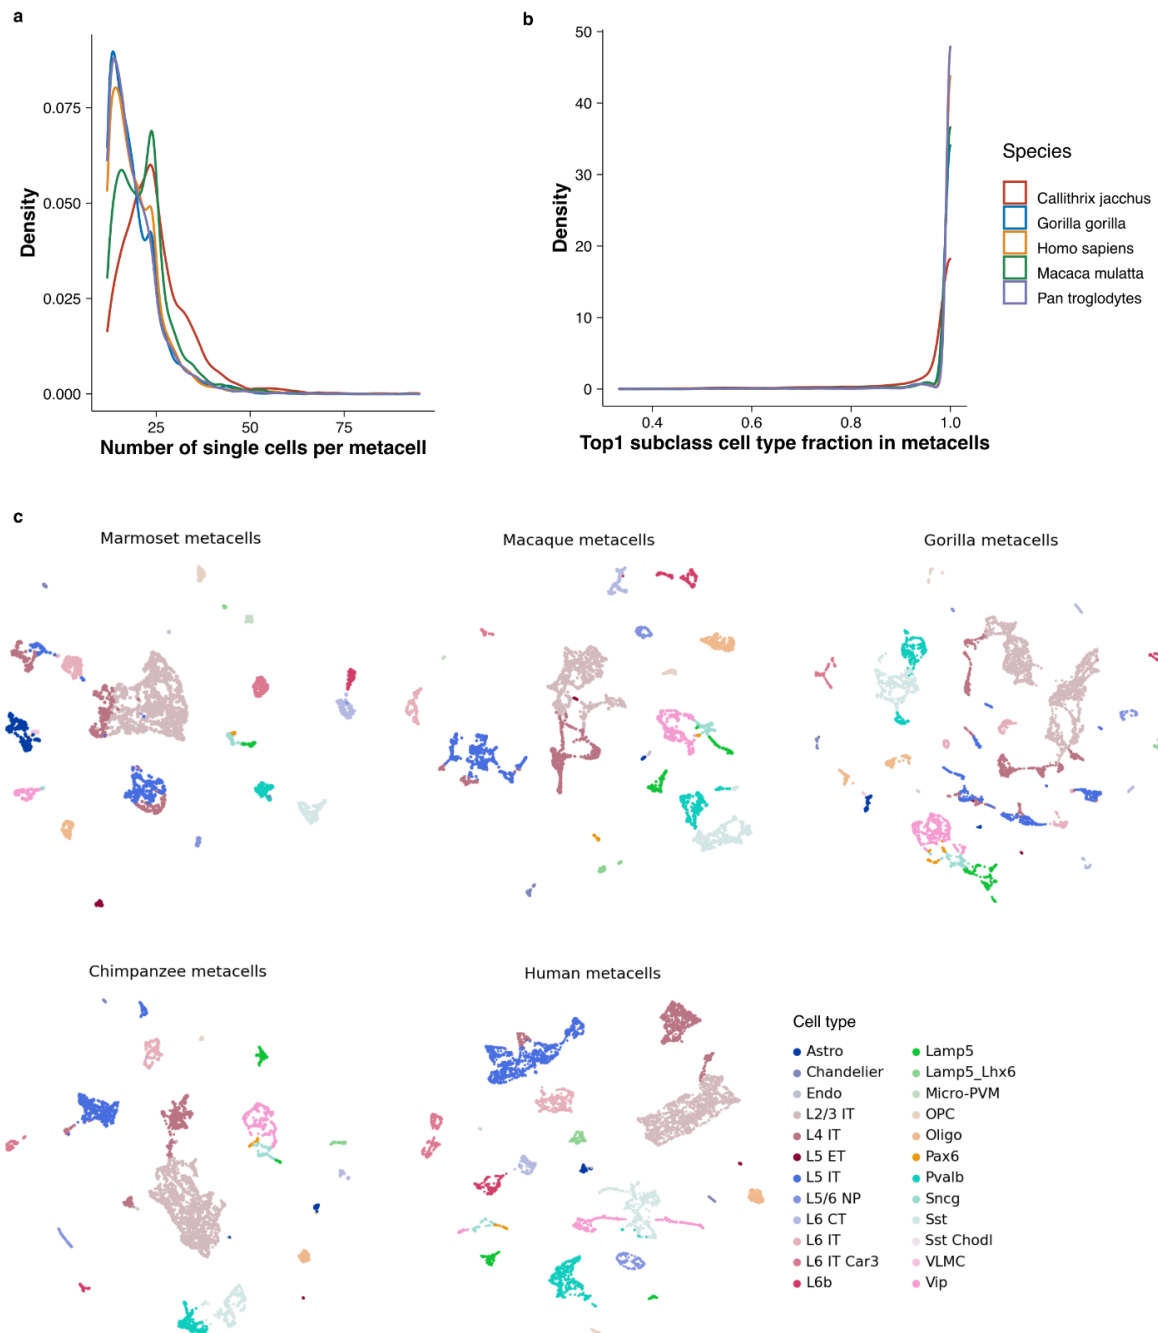 a
0.075
0.050
0.025
0.000
Density
25
50
75
Number of single cells per metacell
b
50
40
30
20
10
0
Density
0.4
0.6
0.8
1.0
Top1 subclass cell type fraction in metacells
Species
Callithrix jacchus
Gorilla gorilla
Homo sapiens
Macaca mulatta
Pan troglodytes
c
Marmoset metacells
Macaque metacells
Gorilla metacells
Chimpanzee metacells
Human metacells
Cell type
Astro
Chandelier
Endo
L2/3 IT
L4 IT
L5 ET
L5 IT
L5/6 NP
L6 CT
L6 IT
L6 IT Car3
L6b
Lamp5
Lamp5_Lhx6
Micro-PVM
OPC
Oligo
Pax6
Pvalb
Sncg
Sst
Sst Chodl
VLMC
Vip